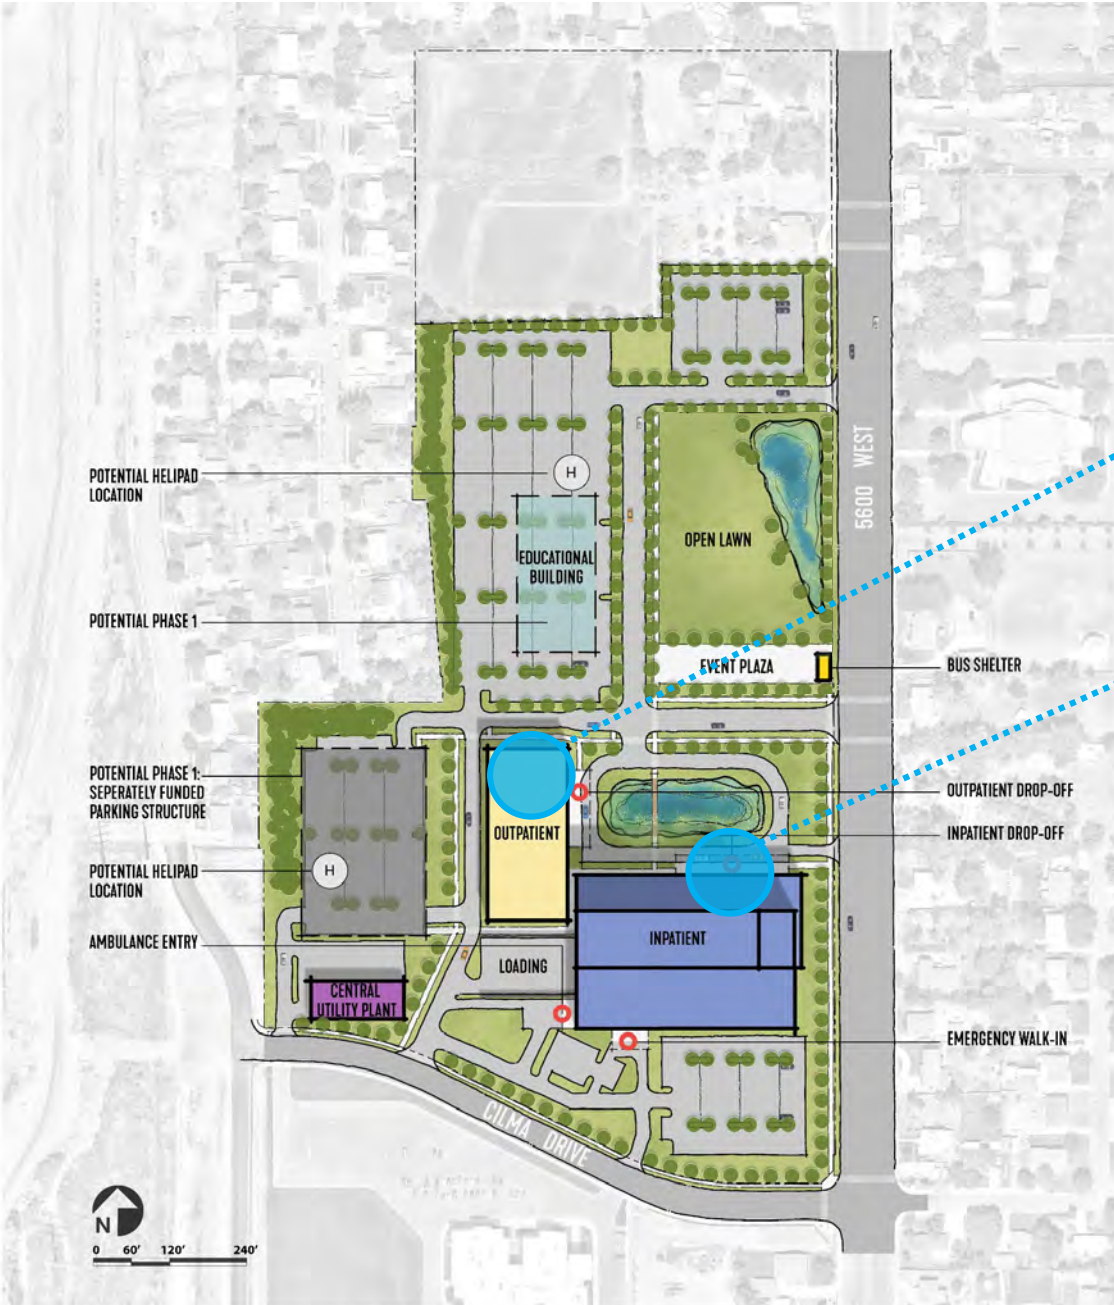 5600 WEST
POTENTIAL HELIPAD
LOCATION
H
OPEN LAWN
EDUCATIONAL
BUILDING
POTENTIAL PHASE 1
EVENT PLAZA
BUS SHELTER
POTENTIAL PHASE 1:
SEPERATELY FUNDED
PARKING STRUCTURE
OUTPATIENT DROP-OFF
OUTPATIENT
INPATIENT DROP-OFF
POTENTIAL HELIPAD
LOCATION
H
AMBULANCE ENTRY
INPATIENT
LOADING
CENTRAL
UTILITY PLANT
EMERGENCY WALK-IN
CILMA DRIVE
N
0 60' 120' 240'